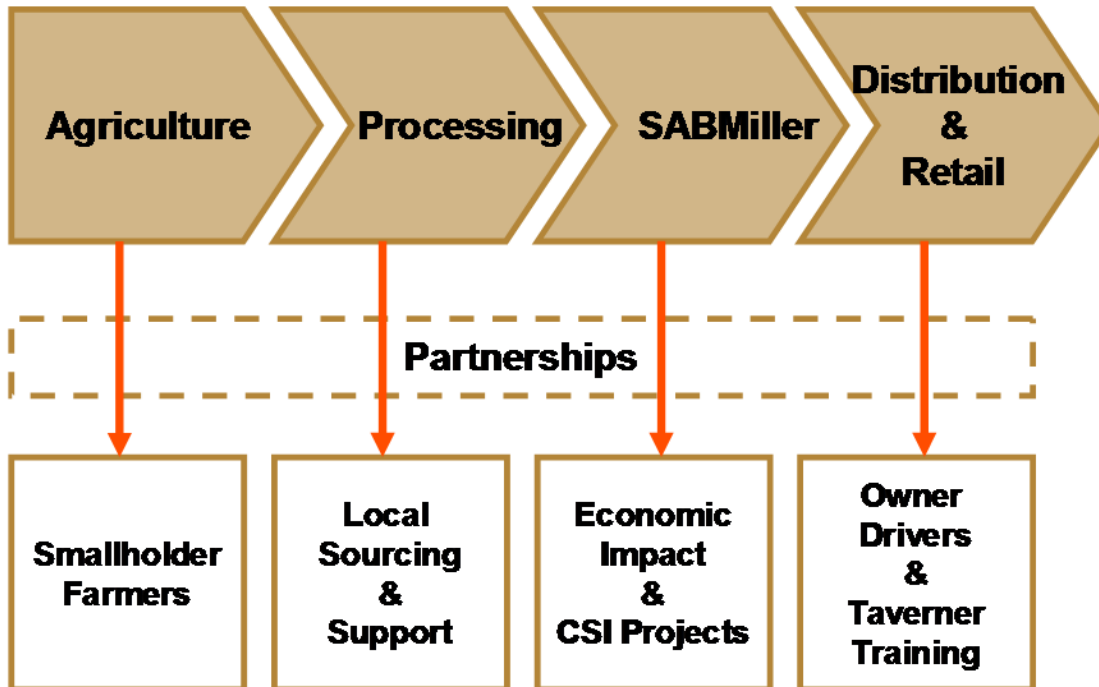 Agriculture
Processing
SABMiller
Distribution
&
Retail
Partnerships
Smallholder
Farmers
Local
Sourcing
&
Support
Economic
Impact
&
CSI Projects
Owner
Drivers
&
Taverner
Training